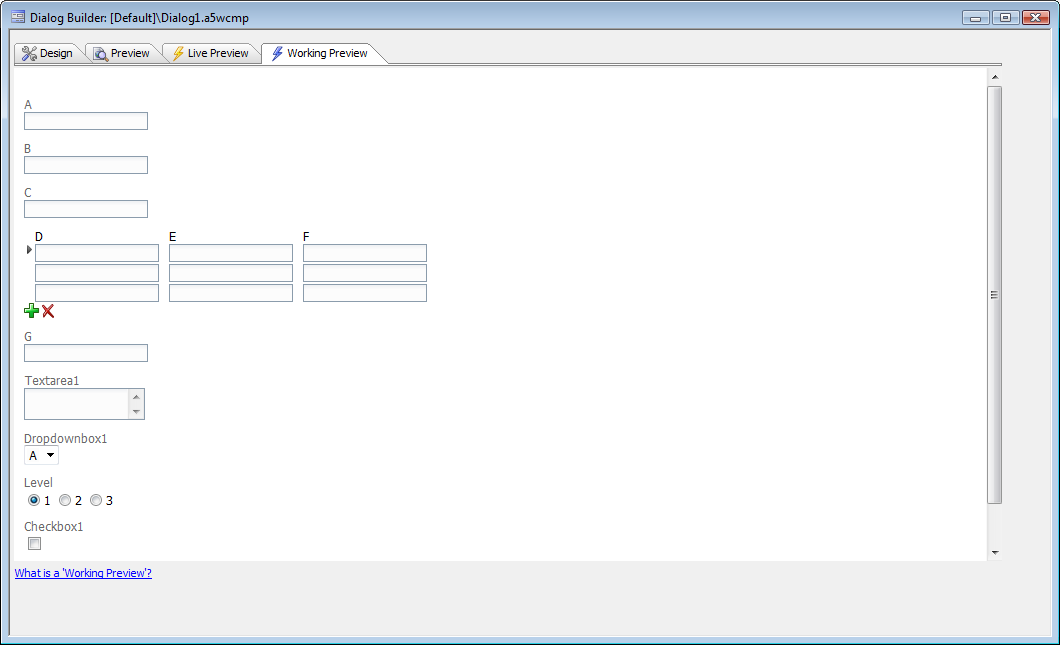 Dialog Builder: [Default]\Dialog1.a5wcmp
Design Preview Live Preview Working Preview
A
B
C
D E F
G
Textarea1
Dropdownbox1
A
Level
1 2 3
Checkbox1
What is a 'Working Preview'?